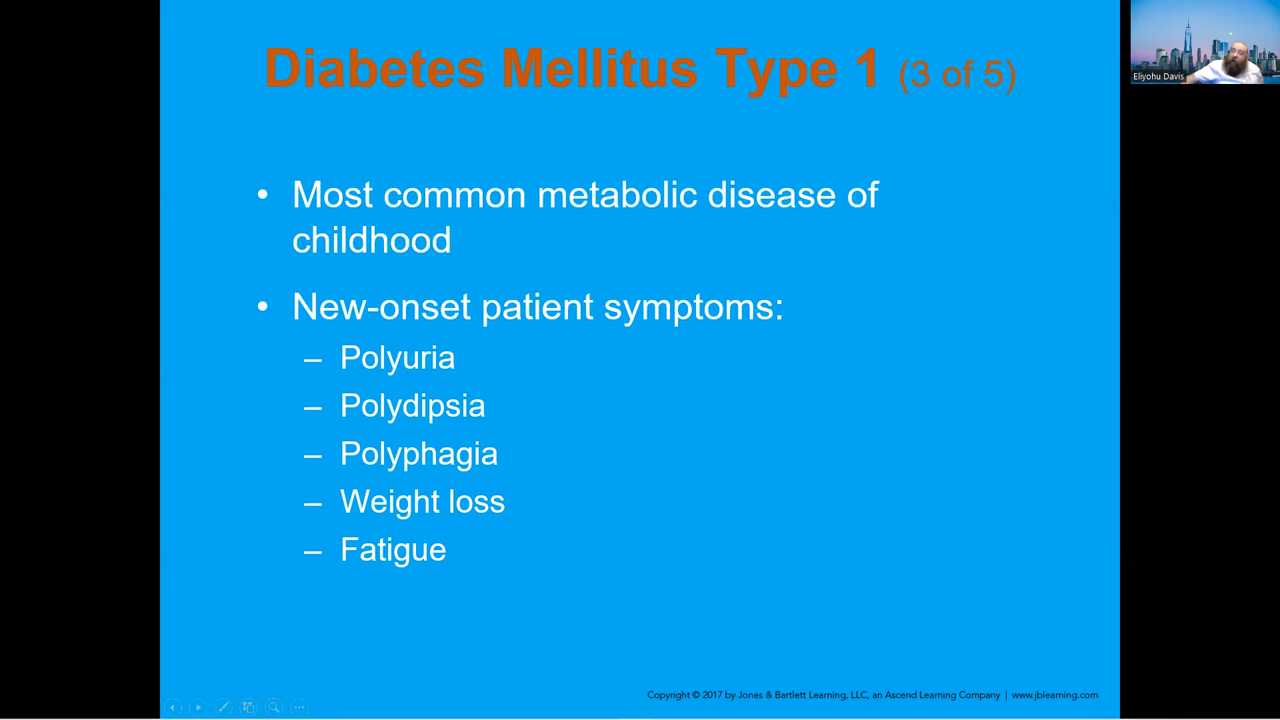 Diabetes Mellitus Type 1 (3 of 5)
Eliyohu Davis
• Most common metabolic disease of
childhood
• New-onset patient symptoms:
– Polyuria
– Polydipsia
– Polyphagia
– Weight loss
– Fatigue
Copyright © 2017 by Jones & Bartlett Learning, LLC, an Ascend Learning Company | www.jblearning.com